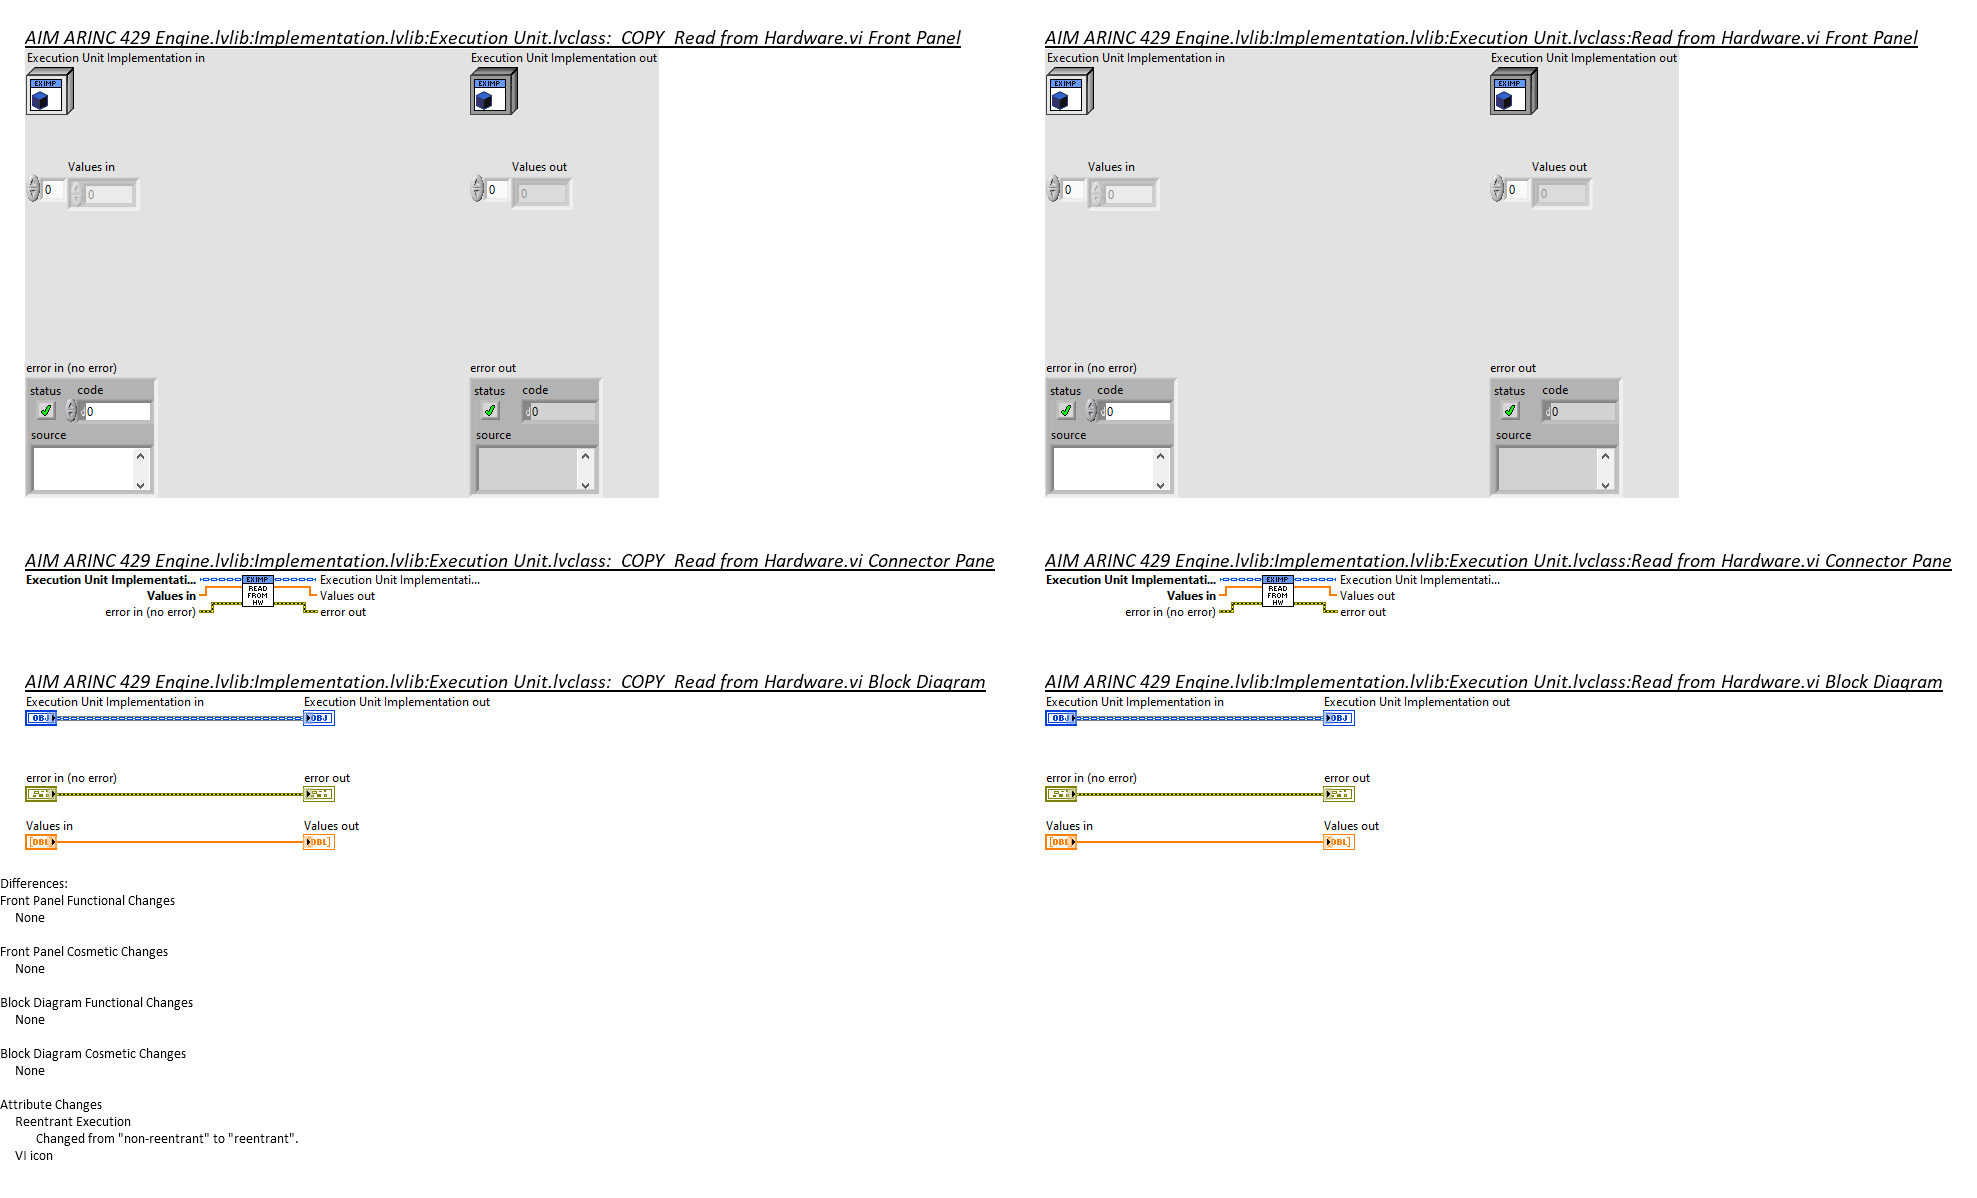 AIM ARINC 429 Engine.lvlib:Implementation.lvlib:Execution Unit.lvclass:  COPY  Read from Hardware.vi Front Panel
Execution Unit Implementation in
Execution Unit Implementation out
EXIMP
EXIMP
Values in
Values out
0
0
0
0
error in (no error)
error out
status
code
status
code
d0
d0
source
source
AIM ARINC 429 Engine.lvlib:Implementation.lvlib:Execution Unit.lvclass:Read from Hardware.vi Front Panel
Execution Unit Implementation in
Execution Unit Implementation out
EXIMP
EXIMP
Values in
Values out
0
0
0
0
error in (no error)
error out
status
code
status
code
d0
d0
source
source
AIM ARINC 429 Engine.lvlib:Implementation.lvlib:Execution Unit.lvclass:  COPY  Read from Hardware.vi Connector Pane
Execution Unit Implementati...
EXIMP
Execution Unit Implementati...
Values in
READ
FROM
HW
Values out
error in (no error)
error out
AIM ARINC 429 Engine.lvlib:Implementation.lvlib:Execution Unit.lvclass:Read from Hardware.vi Connector Pane
Execution Unit Implementati...
EXIMP
Execution Unit Implementati...
Values in
READ
FROM
HW
Values out
error in (no error)
error out
AIM ARINC 429 Engine.lvlib:Implementation.lvlib:Execution Unit.lvclass:  COPY  Read from Hardware.vi Block Diagram
Execution Unit Implementation in
Execution Unit Implementation out
OBJ
OBJ
error in (no error)
error out
Values in
Values out
[DBL]
[DBL]
AIM ARINC 429 Engine.lvlib:Implementation.lvlib:Execution Unit.lvclass:Read from Hardware.vi Block Diagram
Execution Unit Implementation in
Execution Unit Implementation out
OBJ
OBJ
error in (no error)
error out
Values in
Values out
[DBL]
[DBL]
Differences:
Front Panel Functional Changes
None
Front Panel Cosmetic Changes
None
Block Diagram Functional Changes
None
Block Diagram Cosmetic Changes
None
Attribute Changes
Reentrant Execution
Changed from "non-reentrant" to "reentrant".
VI icon